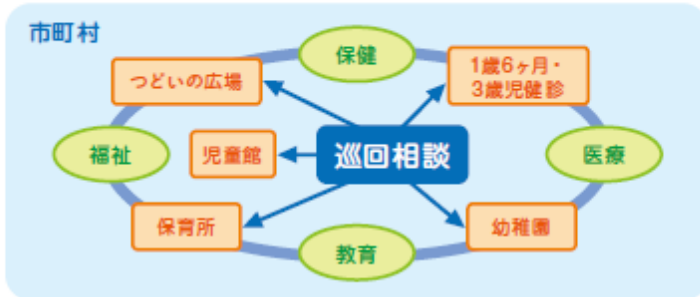 市町村
保健
つどいの広場
1歳6ヶ月・
3歳児健診
福祉
児童館
巡回相談
医療
保育所
幼稚園
教育